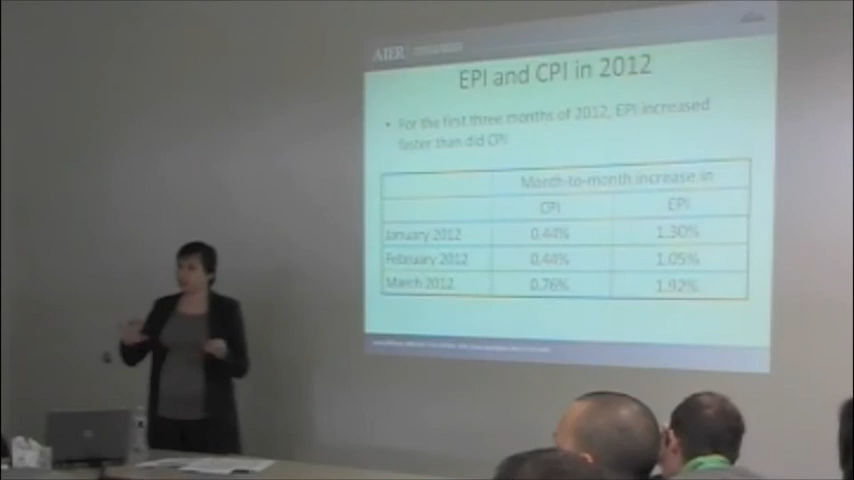 AIER
EPI and CPI in 2012
• For the first three months of 2012, EPI increased
faster than did CPI
Month-to-month increase in
CPI EPI
January 2012 0.44% 1.30%
February 2012 0.44% 1.05%
March 2012 0.76% 1.92%